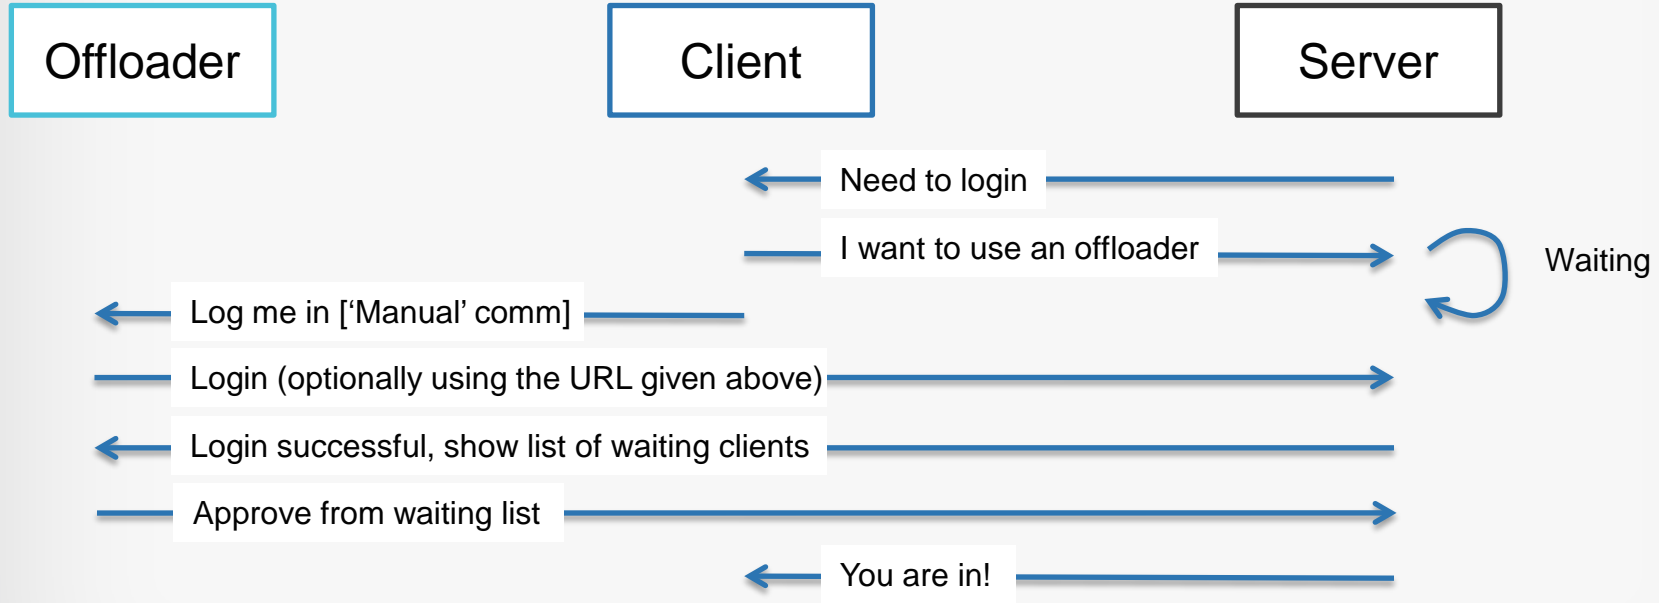 Offloader
Client
Server
Need to login
I want to use an offloader
Waiting
Log me in [‘Manual’ comm]
Login (optionally using the URL given above)
Login successful, show list of waiting clients
Approve from waiting list
You are in!